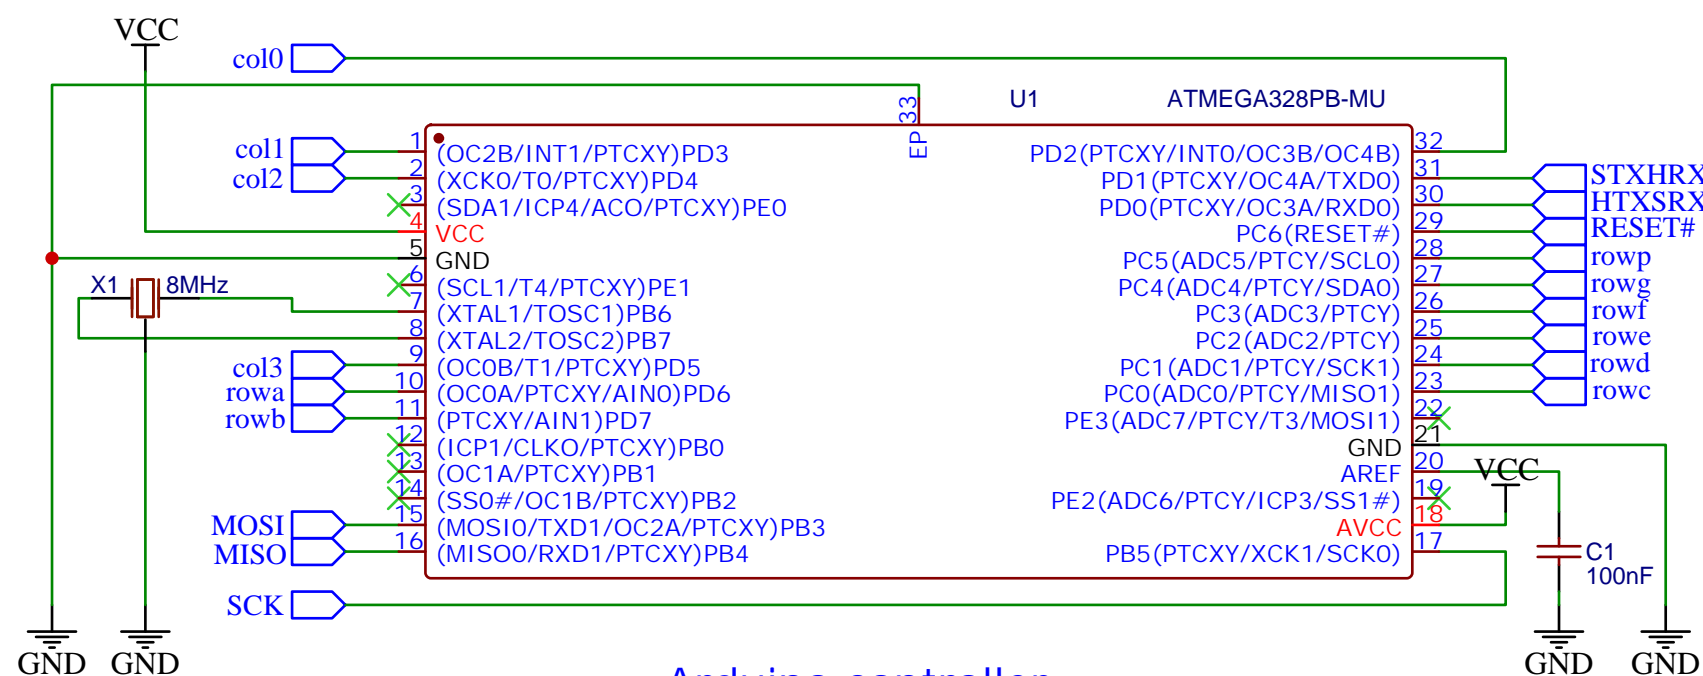 VCC
col0
33
EP
U1
ATMEGA328PB-MU
col1
1
(OC2B/INT1/PTCXY)PD3
col2
2
(XCK0/T0/PTCXY)PD4
3
(SDA1/ICP4/ACO/PTCXY)PE0
4
VCC
5
GND
6
(SCL1/T4/PTCXY)PE1
X1
8MHz
7
(XTAL1/TOSC1)PB6
8
(XTAL2/TOSC2)PB7
col3
9
(OC0B/T1/PTCXY)PD5
rowa
10
(OC0A/PTCXY/AIN0)PD6
rowb
11
(PTCXY/AIN1)PD7
12
(ICP1/CLKO/PTCXY)PB0
13
(OC1A/PTCXY)PB1
14
(SS0#/OC1B/PTCXY)PB2
MOSI
15
(MOSI0/TXD1/OC2A/PTCXY)PB3
MISO
16
(MISO0/RXD1/PTCXY)PB4
SCK
PD2(PTCXY/INT0/OC3B/OC4B)
32
PD1(PTCXY/OC4A/TXD0)
31
STXHRX
PD0(PTCXY/OC3A/RXD0)
30
HTXSRX
PC6(RESET#)
29
RESET#
PC5(ADC5/PTCY/SCL0)
28
rowp
PC4(ADC4/PTCY/SDA0)
27
rowg
PC3(ADC3/PTCY)
26
rowf
PC2(ADC2/PTCY)
25
rowe
PC1(ADC1/PTCY/SCK1)
24
rowd
PC0(ADC0/PTCY/MISO1)
23
rowc
PE3(ADC7/PTCY/T3/MOSI1)
22
GND
21
AREF
20
VCC
PE2(ADC6/PTCY/ICP3/SS1#)
19
AVCC
18
PB5(PTCXY/XCK1/SCK0)
17
C1
100nF
GND
GND
GND
GND
Arduino controller